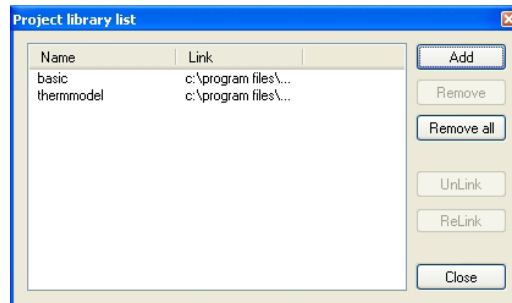 Project library list
Name Link
basic c:\program files\...
thermmodel c:\program files\...
Add
Remove
Remove all
UnLink
ReLink
Close